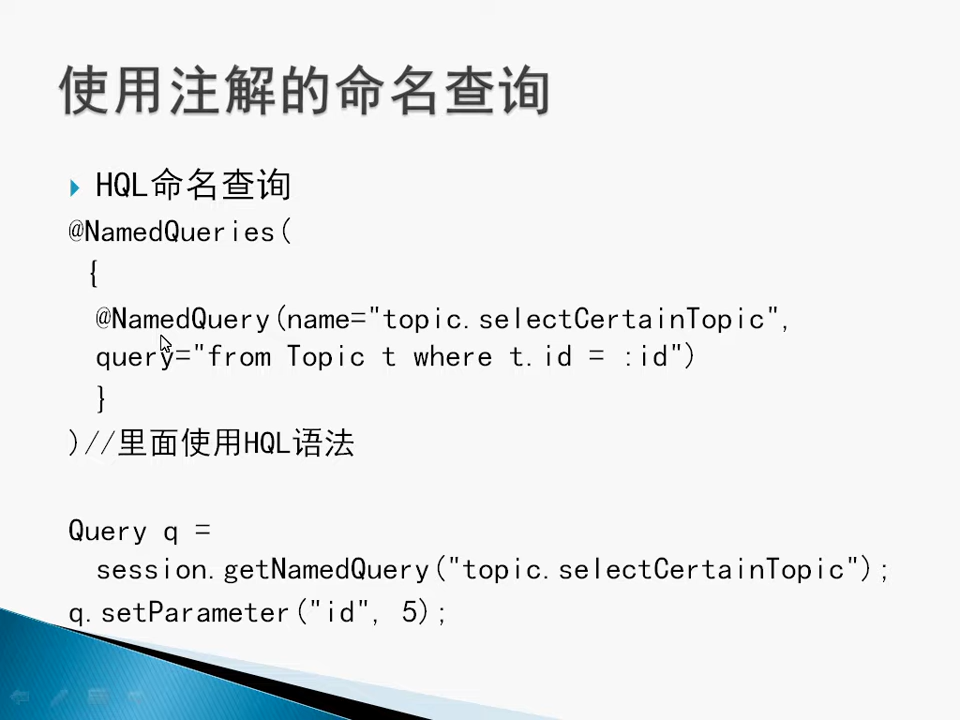 使用注解的命名查询
HQL命名查询
@NamedQueries(
{
@NamedQuery(name="topic.selectCertainTopic",
query="from Topic t where t.id = :id")
}
)//里面使用HQL语法
Query q =
session.getNamedQuery("topic.selectCertainTopic");
q.setParameter("id", 5);